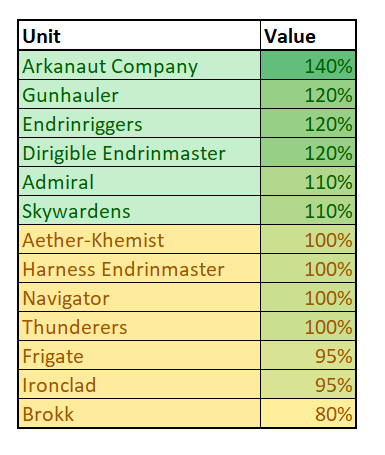 Unit Value
Arkanaut Company 140%
Gunhauler 120%
Endrinriggers 120%
Dirigible Endrinmaster 120%
Admiral 110%
Skywardens 110%
Aether-Khemist 100%
Harness Endrinmaster 100%
Navigator 100%
Thunderers 100%
Frigate 95%
Ironclad 95%
Brokk 80%